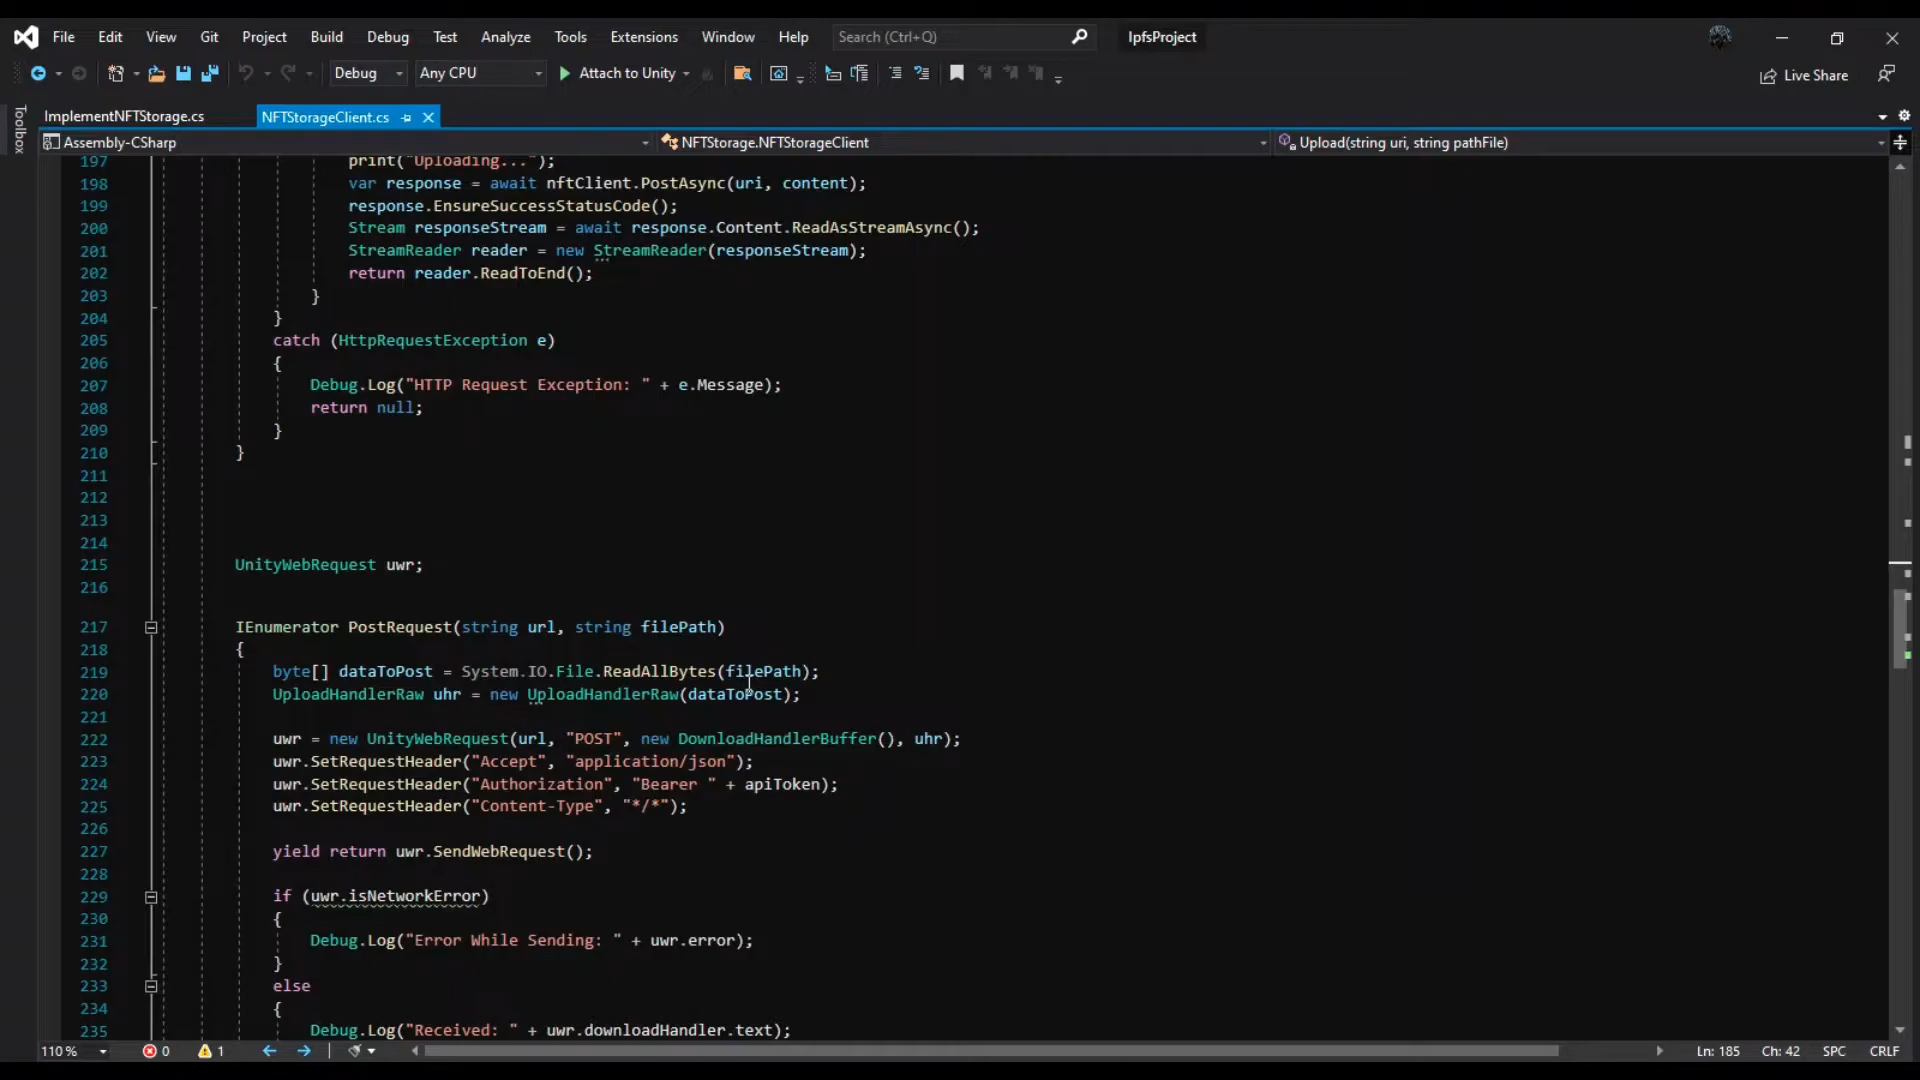 File Edit View Git Project Build Debug Test Analyze Tools Extensions Window Help Search (Ctrl+Q) IpfsProject
Debug Any CPU Attach to Unity Live Share
Toolbox
ImplementNFTStorage.cs NFTStorageClient.cs
Assembly-CSharp NFTStorage.NFTStorageClient Upload(string uri, string pathFile)
197 print("Uploading...");
198 var response = await nftClient.PostAsync(uri, content);
199 response.EnsureSuccessStatusCode();
200 Stream responseStream = await response.Content.ReadAsStreamAsync();
201 StreamReader reader = new StreamReader(responseStream);
202 return reader.ReadToEnd();
203 }
204 }
205 catch (HttpRequestException e)
206 {
207 Debug.Log("HTTP Request Exception: " + e.Message);
208 return null;
209 }
210 }
211
212
213
214
215 UnityWebRequest uwr;
216
217 IEnumerator PostRequest(string url, string filePath)
218 {
219 byte[] dataToPost = System.IO.File.ReadAllBytes(filePath);
220 UploadHandlerRaw uhr = new UploadHandlerRaw(dataToPost);
221
222 uwr = new UnityWebRequest(url, "POST", new DownloadHandlerBuffer(), uhr);
223 uwr.SetRequestHeader("Accept", "application/json");
224 uwr.SetRequestHeader("Authorization", "Bearer " + apiToken);
225 uwr.SetRequestHeader("Content-Type", "*/*");
226
227 yield return uwr.SendWebRequest();
228
229 if (uwr.isNetworkError)
230 {
231 Debug.Log("Error While Sending: " + uwr.error);
232 }
233 else
234 {
235 Debug.Log("Received: " + uwr.downloadHandler.text);
110 % 0 1 Ln: 185 Ch: 42 SPC CRLF